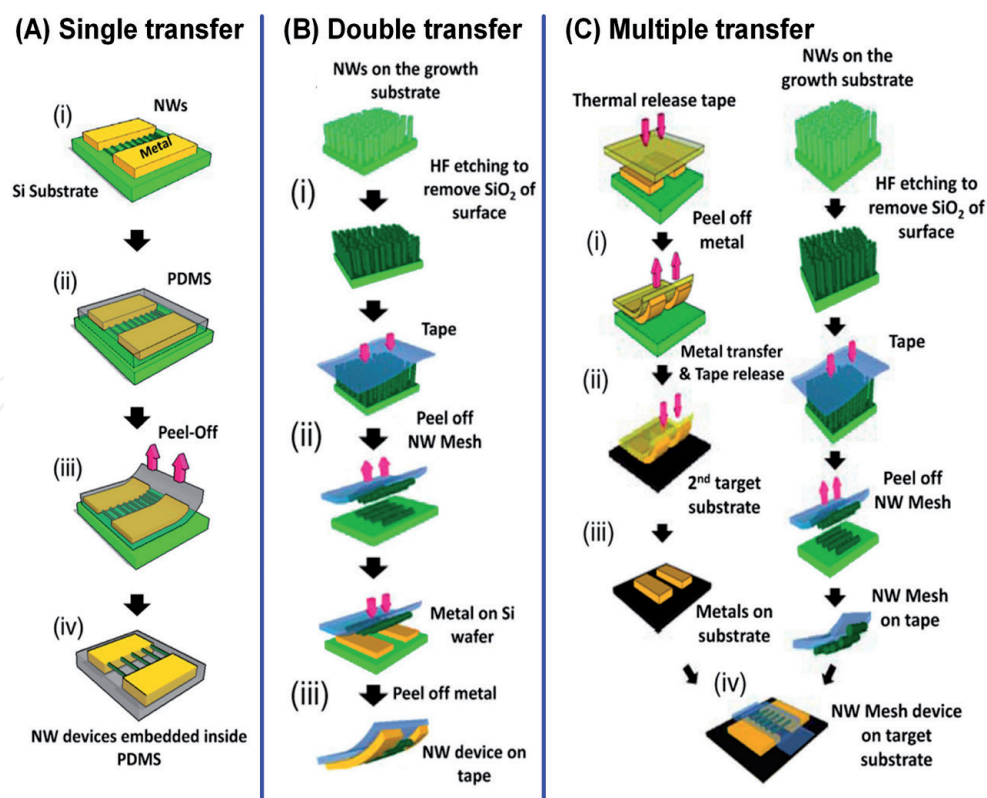 (A) Single transfer
(i)
NWs
Metal
Si Substrate
(ii)
PDMS
Peel-Off
(iii)
(iv)
NW devices embedded inside
PDMS
(B) Double transfer
NWs on the growth
substrate
(i)
HF etching to
remove SiO₂ of
surface
Tape
(ii)
Peel off
NW Mesh
Metal on Si
wafer
(iii)
Peel off metal
NW device on
tape
(C) Multiple transfer
Thermal release tape
(i)
Peel off
metal
(ii)
Metal transfer
& Tape release
2nd target
substrate
(iii)
Metals on
substrate
NWs on the
growth substrate
HF etching to
remove SiO₂ of
surface
Tape
Peel off
NW Mesh
NW Mesh
on tape
(iv)
NW Mesh device
on target
substrate